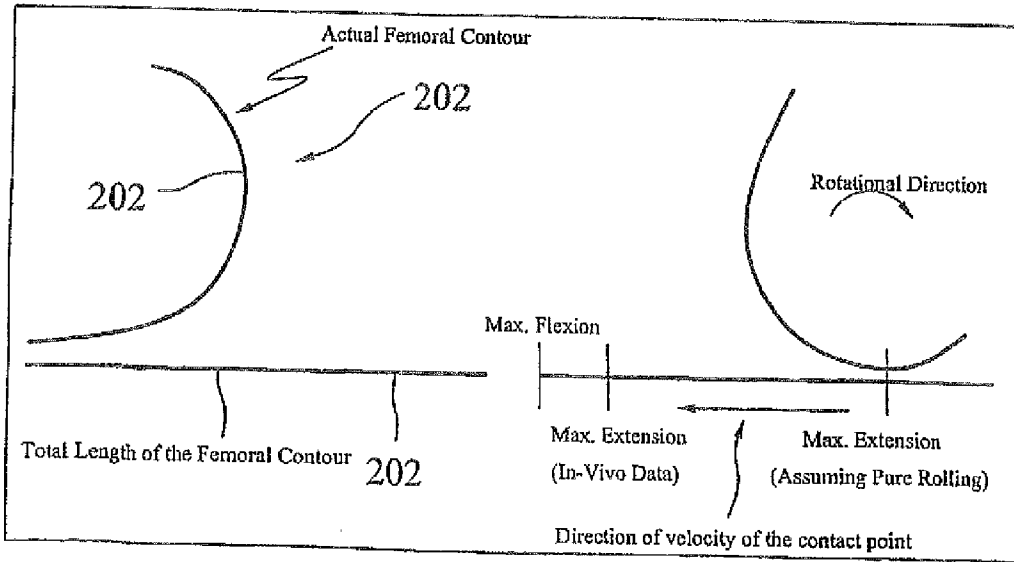 Actual Femoral Contour
202
202
Rotational Direction
Max. Flexion
Total Length of the Femoral Contour
202
Max. Extension
(In-Vivo Data)
Max. Extension
(Assuming Pure Rolling)
Direction of velocity of the contact point